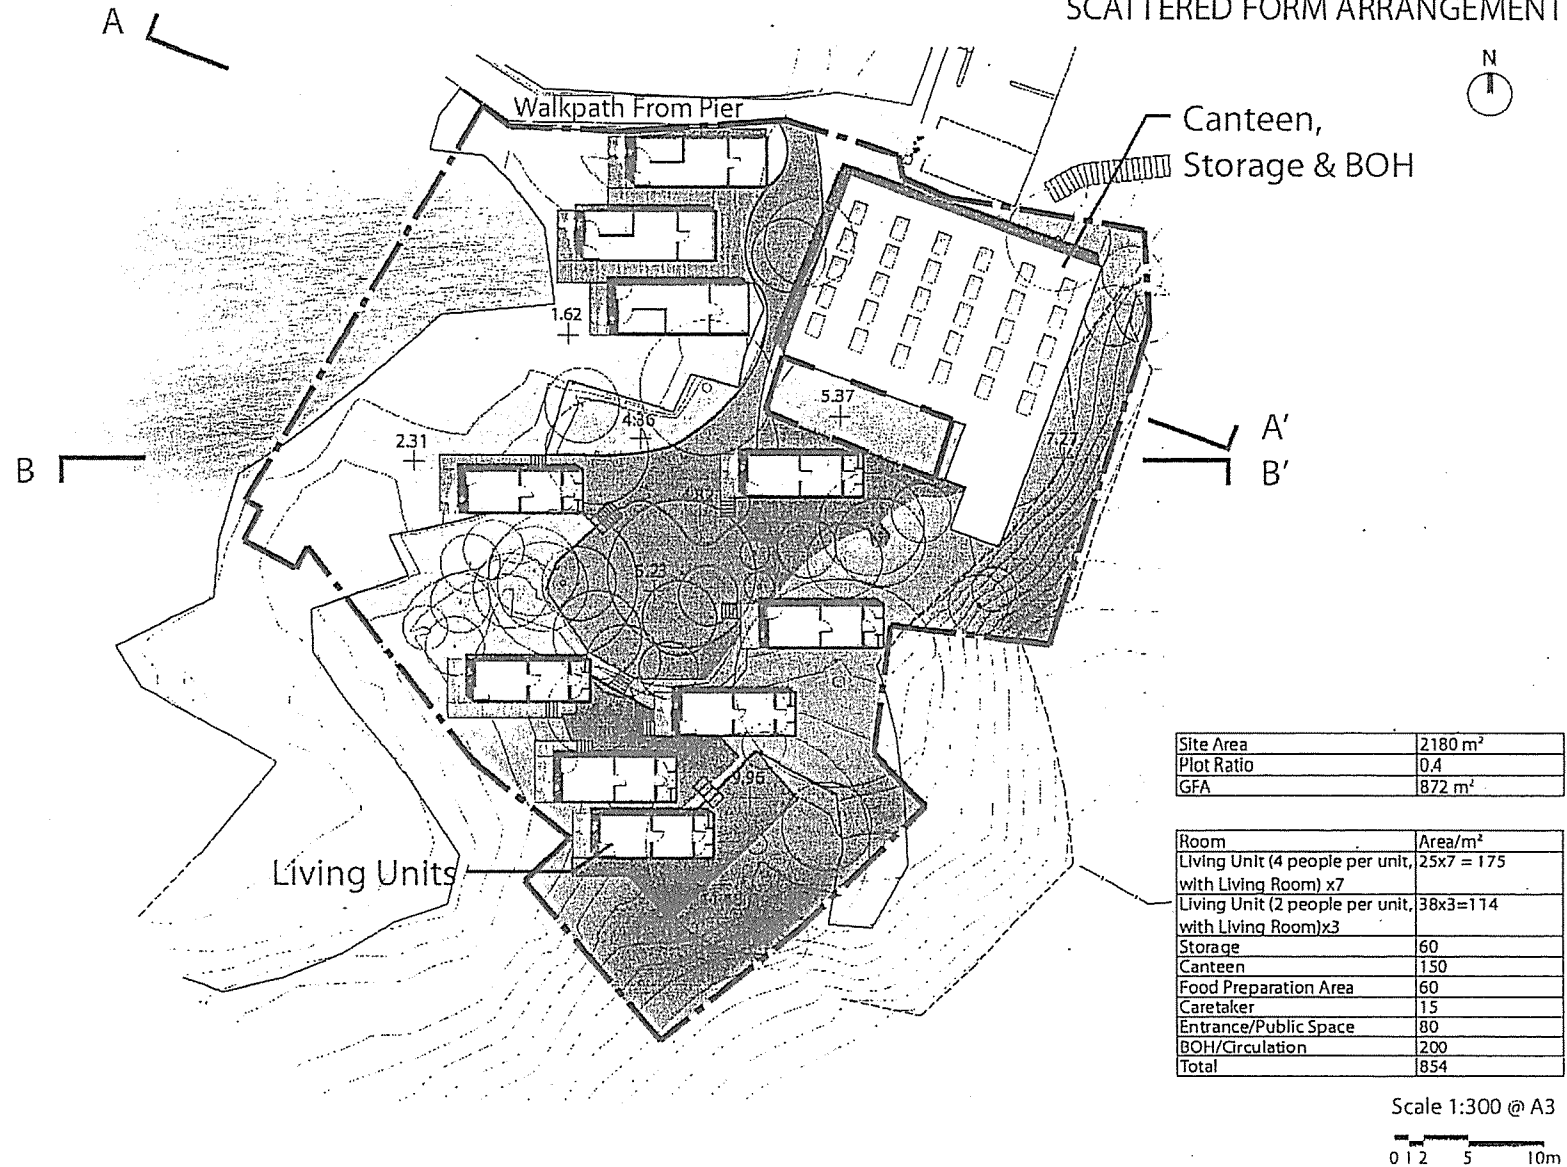 SCATTERED FORM ARRANGEMENT
A
N
Walkpath From Pier
Canteen,
Storage & BOH
1.62
5.37
4.36
2.31
7.27
A'
B
B'
9.96
Living Units
Site Area 2180 m²
Plot Ratio 0.4
GFA 872 m²
Room Area/m²
Living Unit (4 people per unit, 25x7 = 175
with Living Room) x7
Living Unit (2 people per unit, 38x3=114
with Living Room)x3
Storage 60
Canteen 150
Food Preparation Area 60
Caretaker 15
Entrance/Public Space 80
BOH/Circulation 200
Total 854
Scale 1:300 @ A3
0 1 2 5 10m